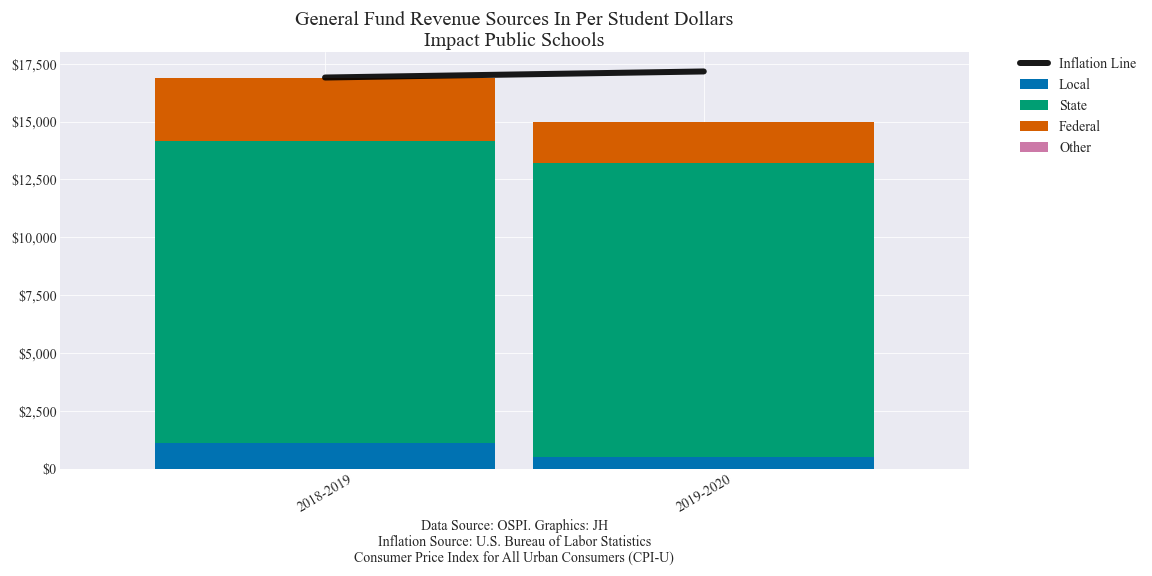 General Fund Revenue Sources In Per Student Dollars
Impact Public Schools
$17,500
$15,000
$12,500
$10,000
$7,500
$5,000
$2,500
$0
Inflation Line
Local
State
Federal
Other
2018-2019
2019-2020
Data Source: OSPI. Graphics: JH
Inflation Source: U.S. Bureau of Labor Statistics
Consumer Price Index for All Urban Consumers (CPI-U)